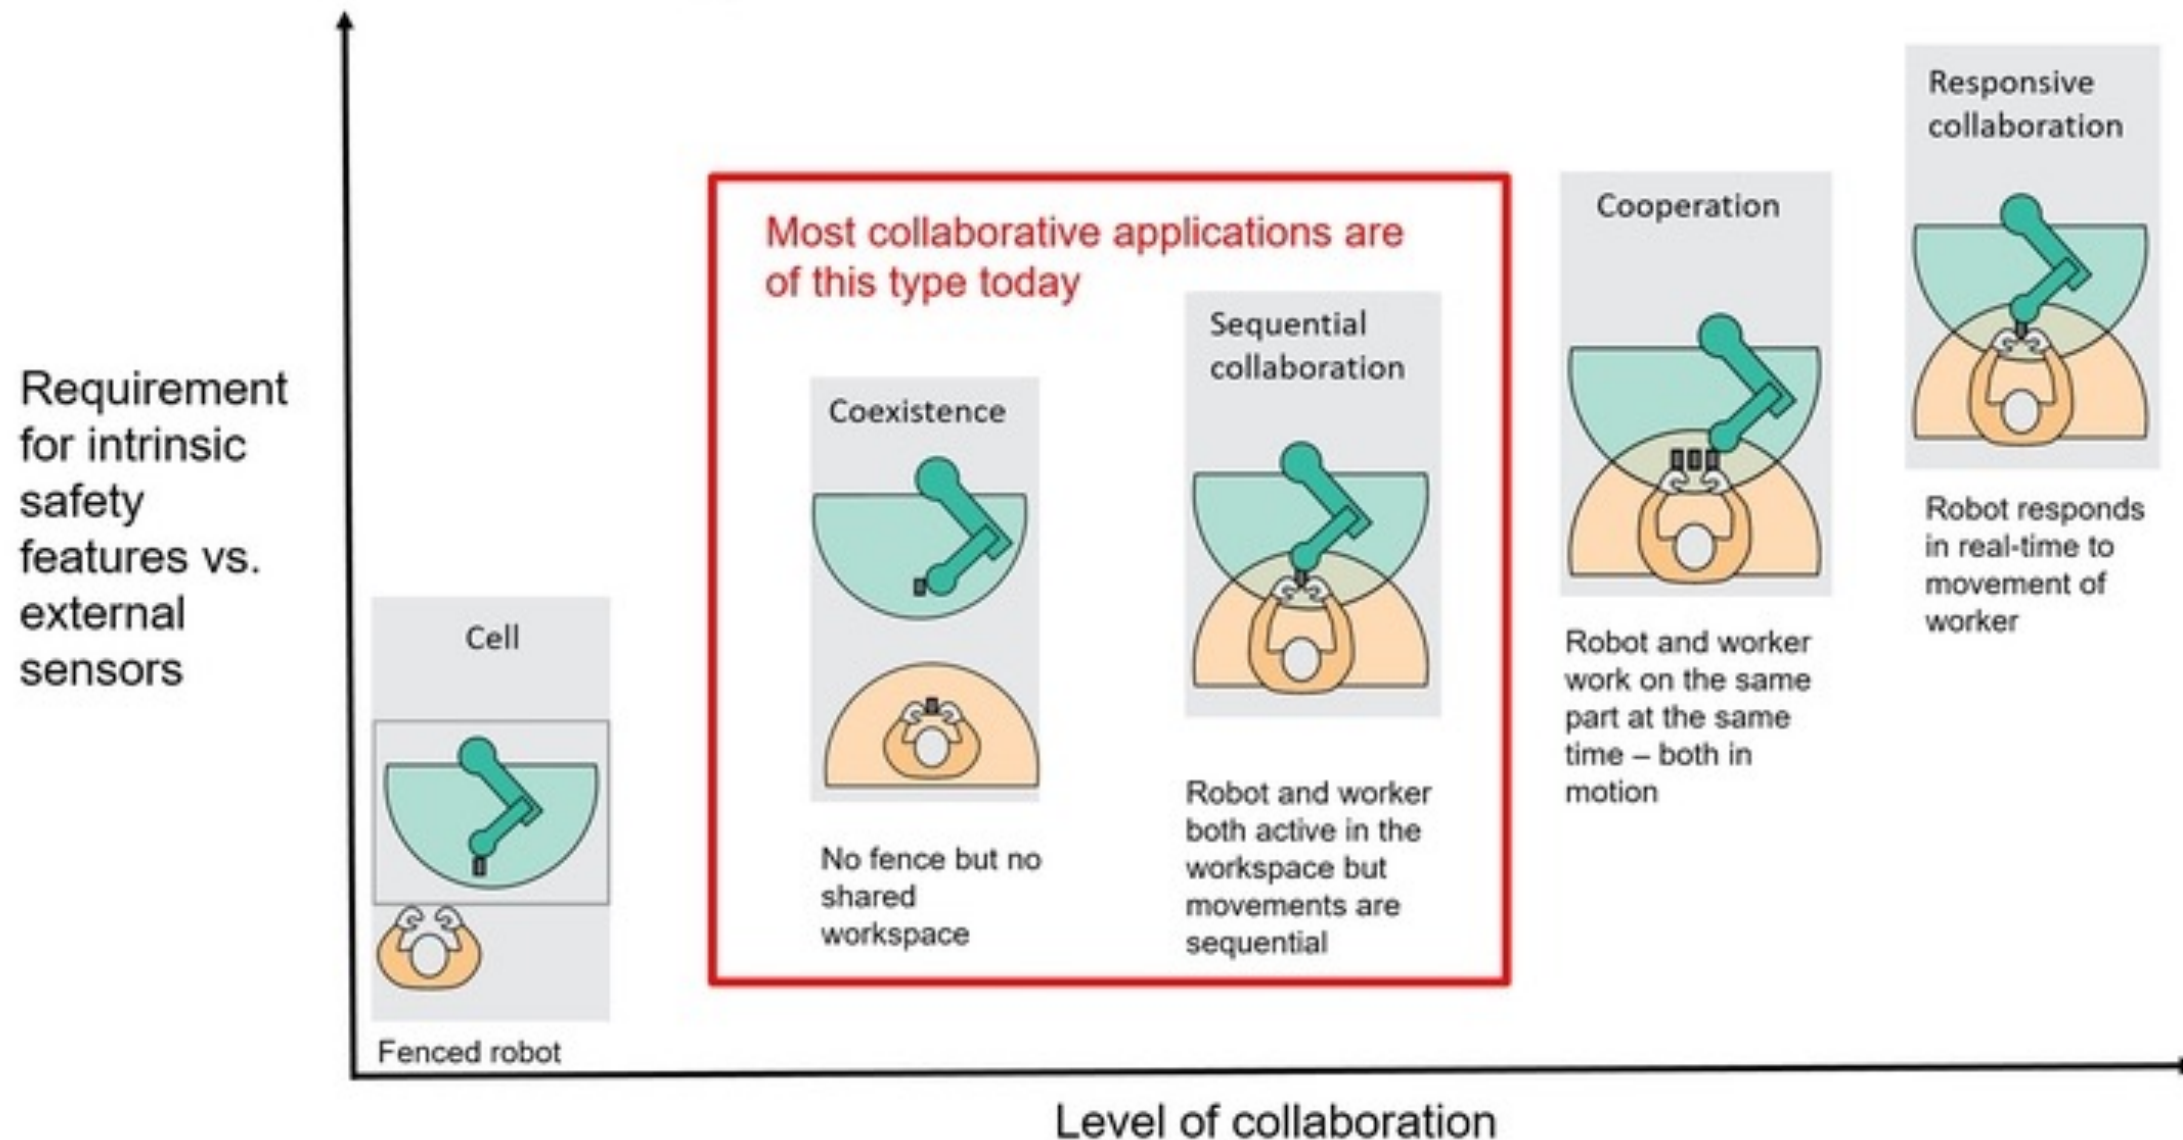 Requirement
for intrinsic
safety
features vs.
external
sensors
Cell
Fenced robot
Most collaborative applications are
of this type today
Coexistence
No fence but no
shared
workspace
Sequential
collaboration
Robot and worker
both active in the
workspace but
movements are
sequential
Cooperation
Robot and worker
work on the same
part at the same
time – both in
motion
Responsive
collaboration
Robot responds
in real-time to
movement of
worker
Level of collaboration